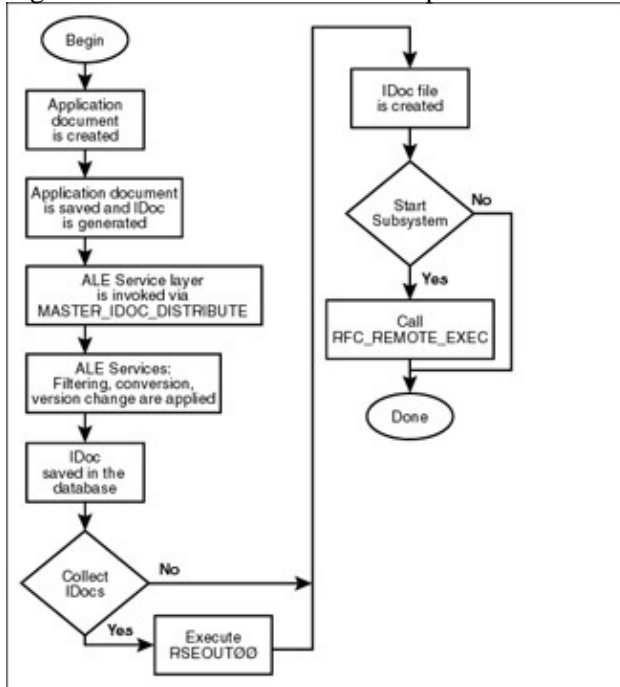 Begin
Application
document
is created
Application document
is saved and IDoc
is generated
ALE Service layer
is invoked via
MASTER_IDOC_DISTRIBUTE
ALE Services:
Filtering, conversion,
version change are applied
IDoc
saved in the
database
Collect
IDocs
No
Yes
Execute
RSEOUTØØ
IDoc file
is created
Start
Subsystem
No
Yes
Call
RFC_REMOTE_EXEC
Done